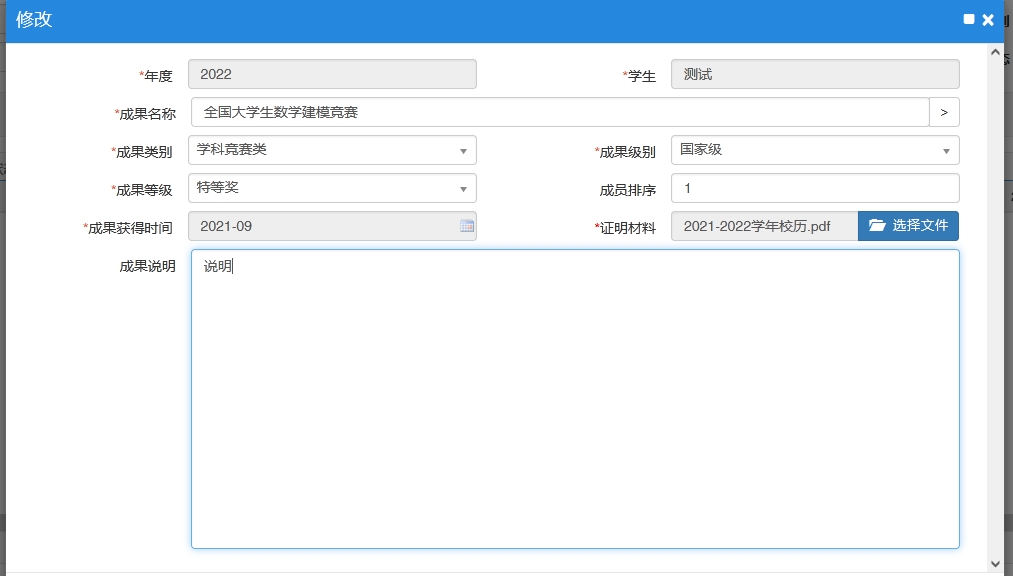 修改
*年度 2022 *学生 测试
*成果名称 全国大学生数学建模竞赛 >
*成果类别 学科竞赛类 *成果级别 国家级
*成果等级 特等奖 成员排序 1
*成果获得时间 2021-09 *证明材料 2021-2022学年校历.pdf 选择文件
成果说明 说明